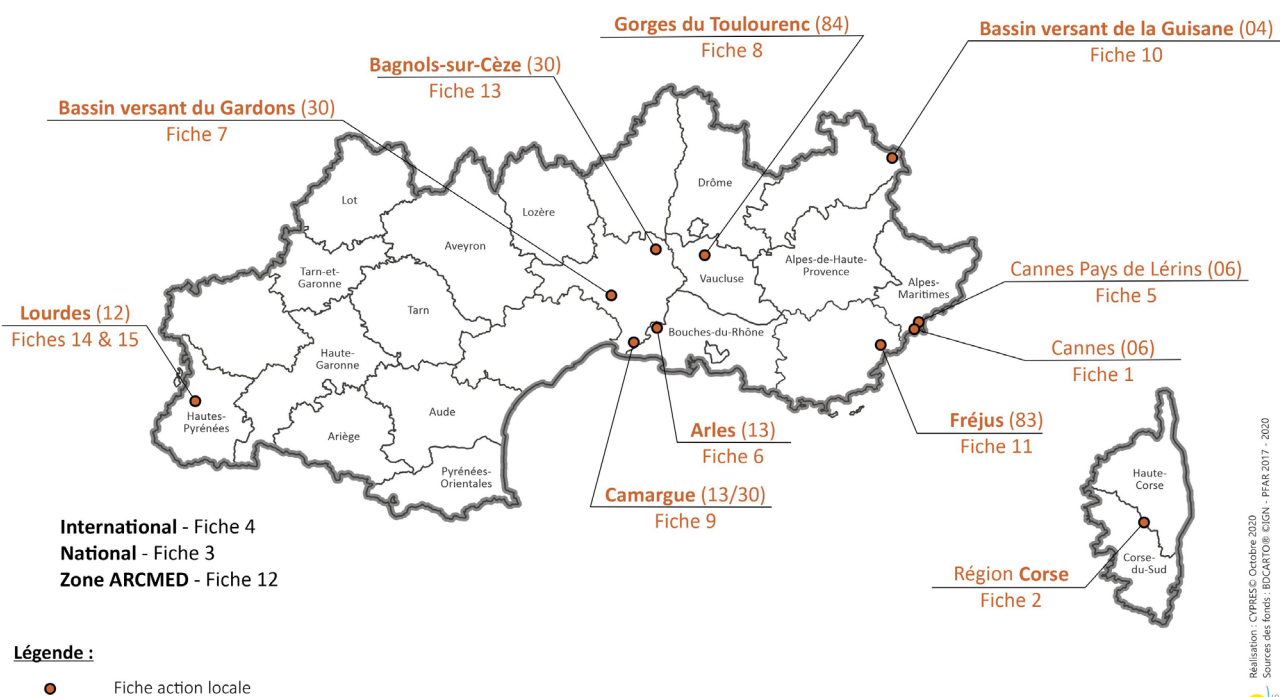 Gorges du Toulourenc (84)
Fiche 8
Bassin versant de la Guisane (04)
Fiche 10
Bagnols-sur-Cèze (30)
Fiche 13
Bassin versant du Gardons (30)
Fiche 7
Drôme
Lot
Lozère
Aveyron
Alpes-de-Haute-
Provence
Tarn-et-
Garonne
Vaucluse
Alpes-
Maritimes
Cannes Pays de Lérins (06)
Fiche 5
Tarn
Lourdes (12)
Fiches 14 & 15
Bouches-du-Rhône
Haute-
Garonne
Cannes (06)
Fiche 1
Hautes-
Pyrénées
Aude
Ariège
Arles (13)
Fiche 6
Fréjus (83)
Fiche 11
Pyrénées-
Orientales
Camargue (13/30)
Fiche 9
Haute-
Corse
Corse-
du-Sud
Région Corse
Fiche 2
International - Fiche 4
National - Fiche 3
Zone ARCMED - Fiche 12
Légende :
Fiche action locale
Réalisation : CYPRES© Octobre 2020
Sources des fonds : BDCARTO® ©IGN - PFAR 2017 - 2020